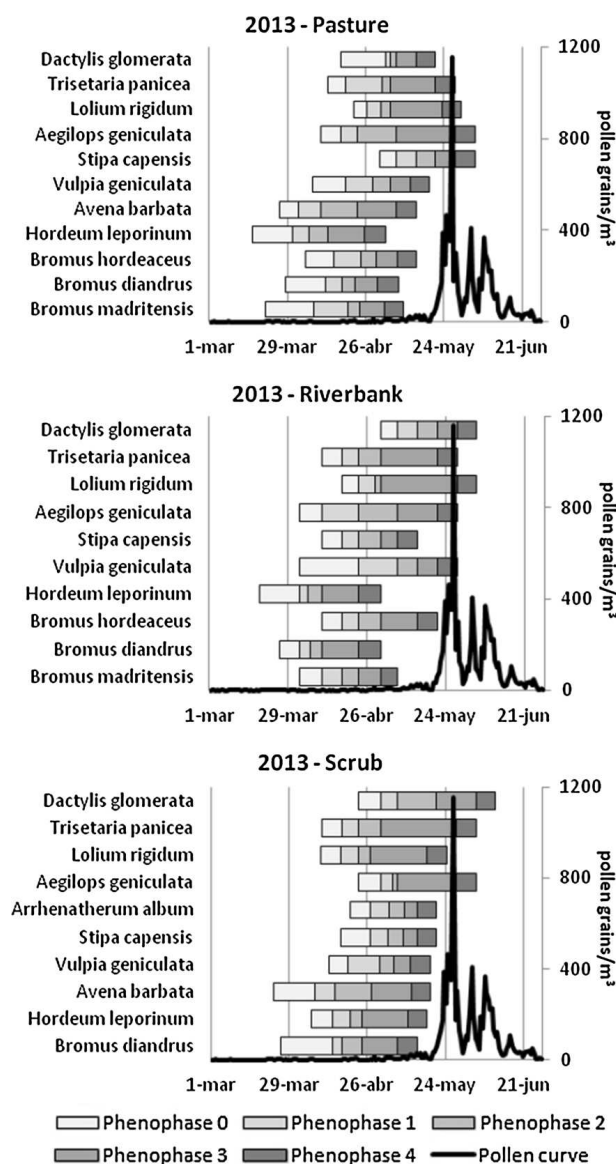 2013 - Pasture
Dactylis glomerata
Trisetaria panicea
Lolium rigidum
Aegilops geniculata
Stipa capensis
Vulpia geniculata
Avena barbata
Hordeum leporinum
Bromus hordeaceus
Bromus diandrus
Bromus madritensis
1200
800
400
0
pollen grains/m³
1-mar 29-mar 26-abr 24-may 21-jun
2013 - Riverbank
Dactylis glomerata
Trisetaria panicea
Lolium rigidum
Aegilops geniculata
Stipa capensis
Vulpia geniculata
Hordeum leporinum
Bromus hordeaceus
Bromus diandrus
Bromus madritensis
1200
800
400
0
pollen grains/m³
1-mar 29-mar 26-abr 24-may 21-jun
2013 - Scrub
Dactylis glomerata
Trisetaria panicea
Lolium rigidum
Aegilops geniculata
Arrhenatherum album
Stipa capensis
Vulpia geniculata
Avena barbata
Hordeum leporinum
Bromus diandrus
1200
800
400
0
pollen grains/m³
1-mar 29-mar 26-abr 24-may 21-jun
Phenophase 0 Phenophase 1 Phenophase 2
Phenophase 3 Phenophase 4 Pollen curve